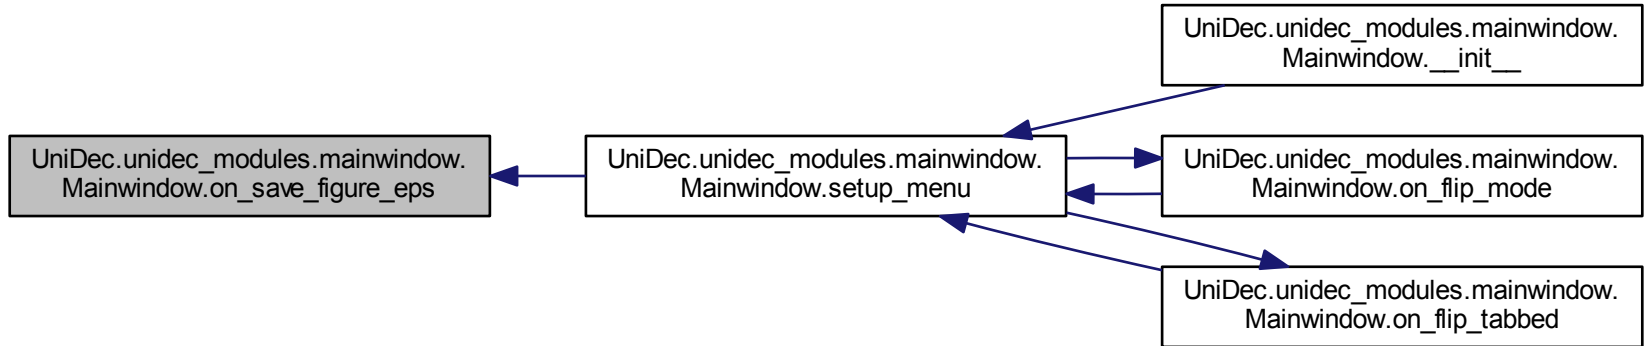 UniDec.unidec_modules.mainwindow.
Mainwindow.on_save_figure_eps
UniDec.unidec_modules.mainwindow.
Mainwindow.setup_menu
UniDec.unidec_modules.mainwindow.
Mainwindow.__init__
UniDec.unidec_modules.mainwindow.
Mainwindow.on_flip_mode
UniDec.unidec_modules.mainwindow.
Mainwindow.on_flip_tabbed